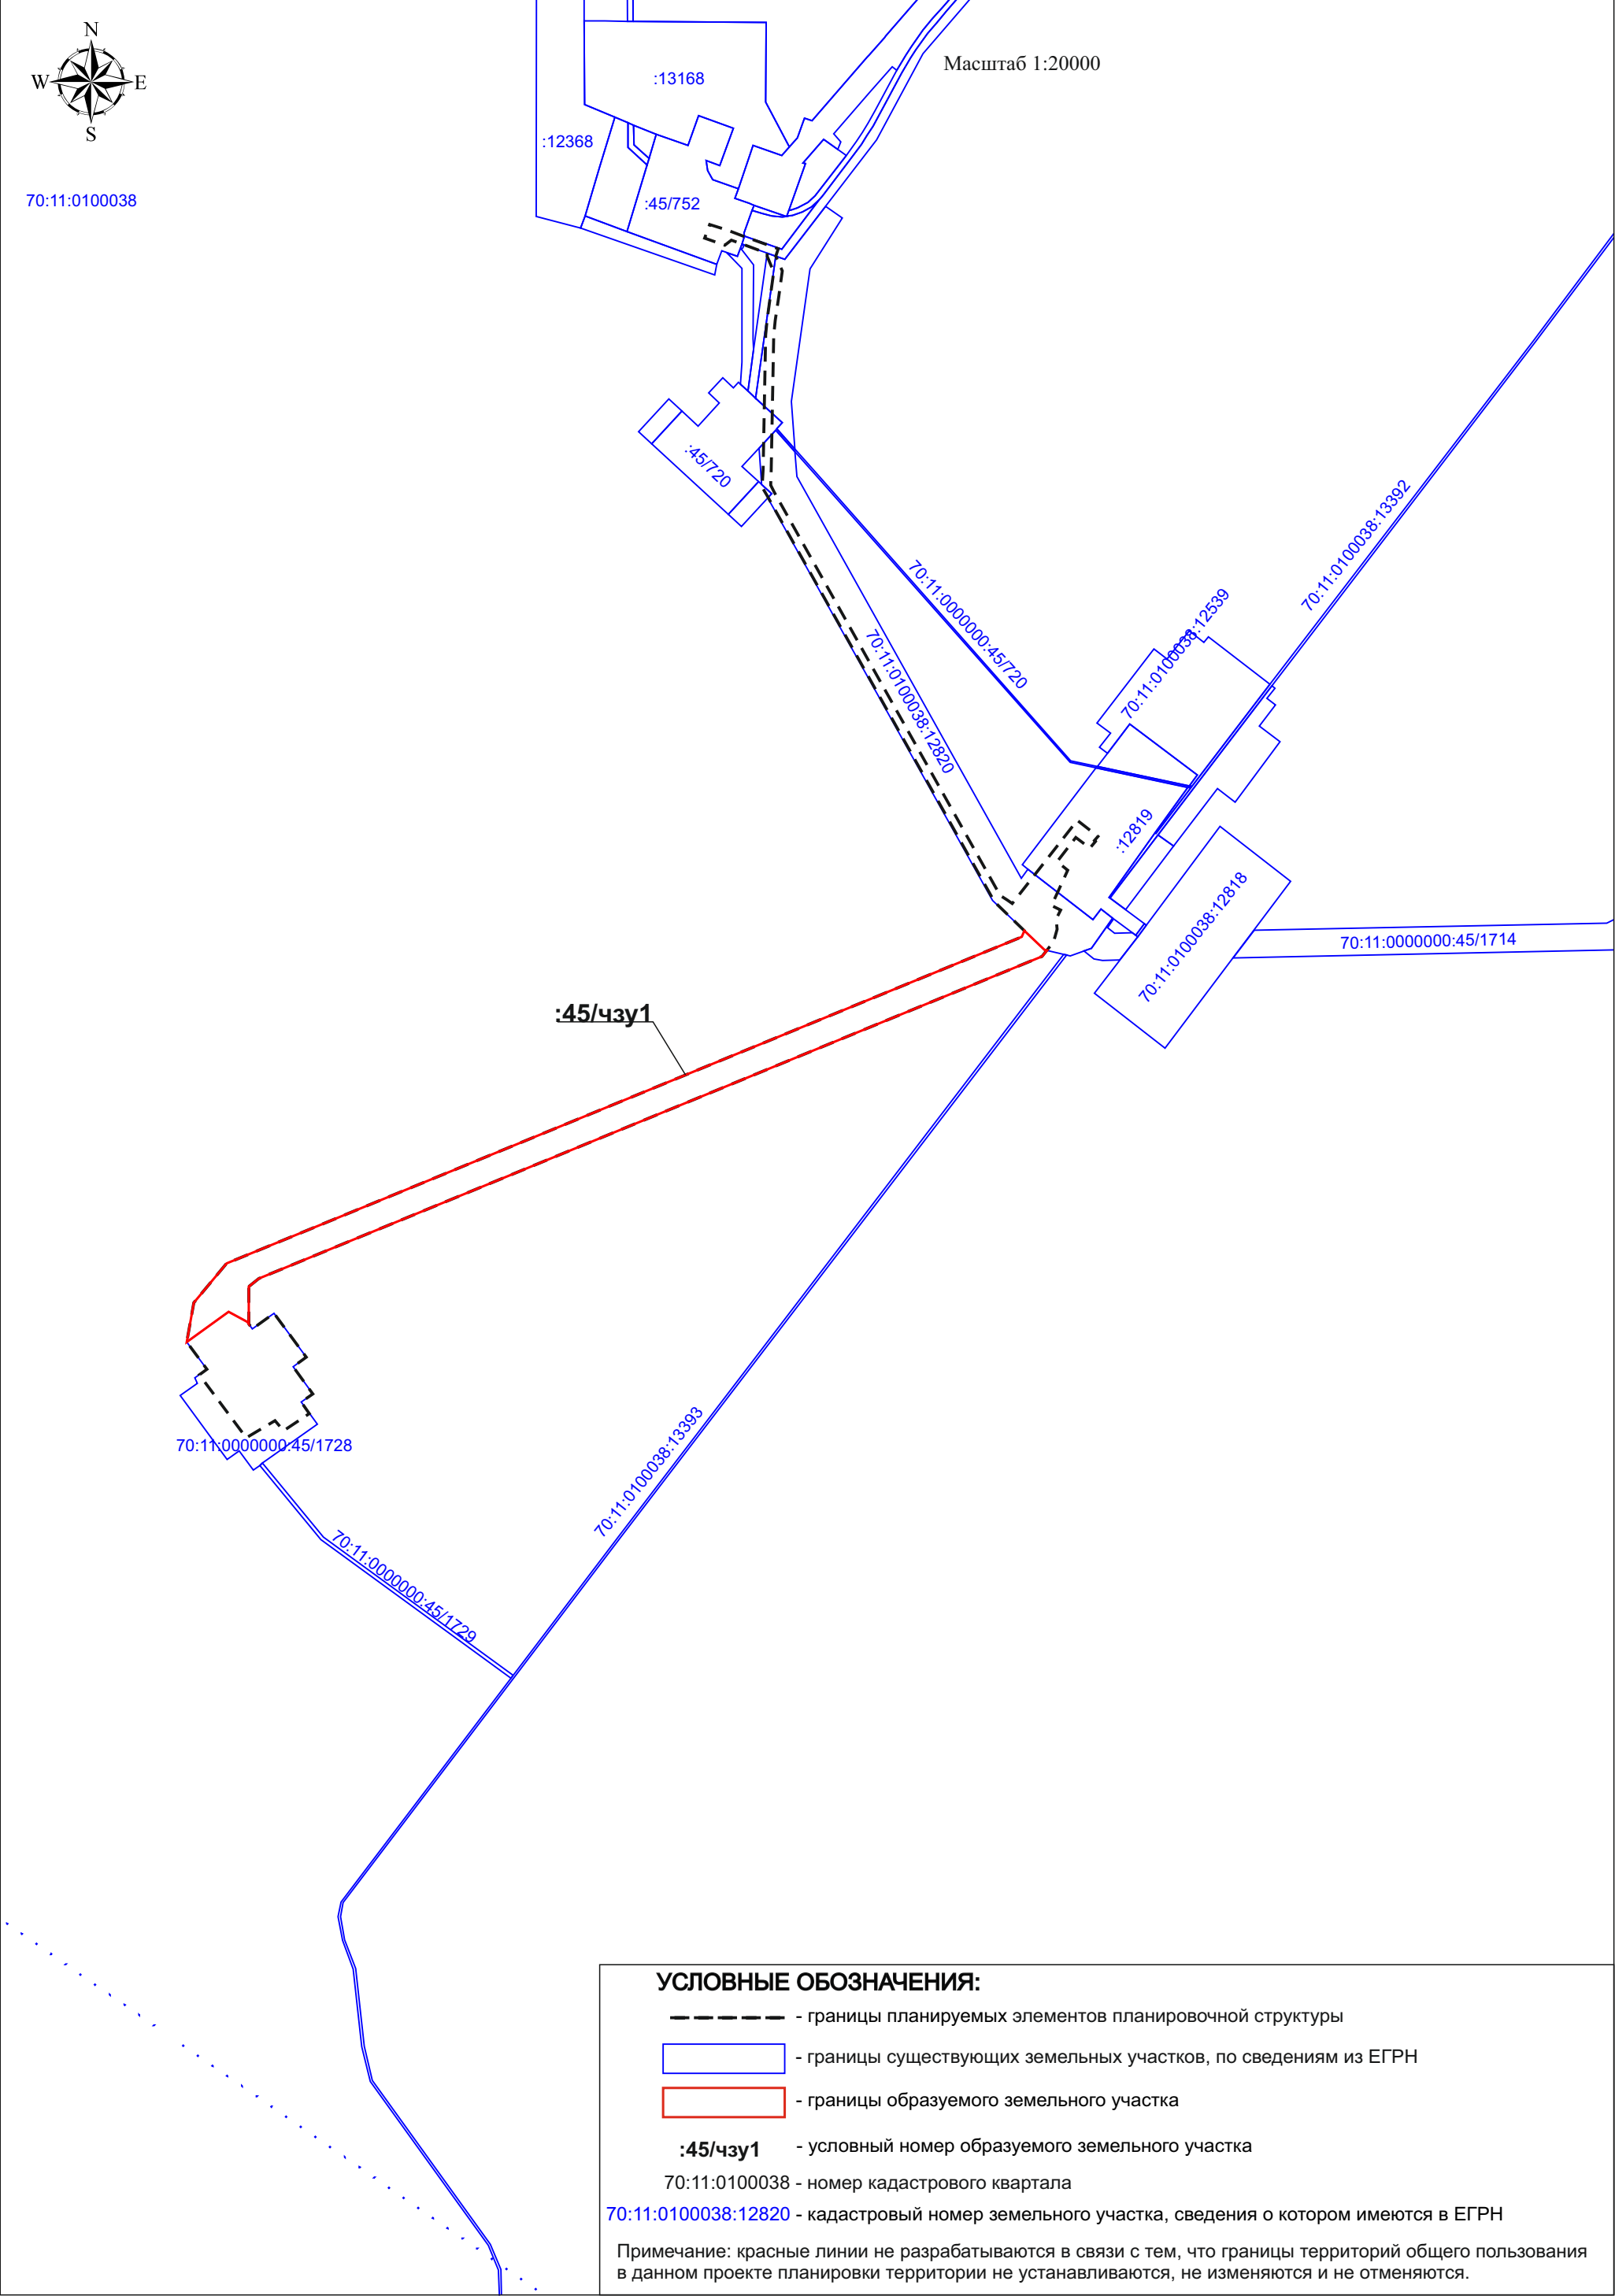 N
W E
S
Масштаб 1:20000
:13168
:12368
70:11:0100038
:45/752
:45/720
70:11:0100038:13392
70:11:0000000:45/720
70:11:0100038:12539
70:11:0100038:12820
:12819
70:11:0100038:12818
70:11:0000000:45/1714
:45/чзу1
70:11:0000000:45/1728
70:11:0100038:13393
70:11:0000000:45/1729
УСЛОВНЫЕ ОБОЗНАЧЕНИЯ:
- границы планируемых элементов планировочной структуры
- границы существующих земельных участков, по сведениям из ЕГРН
- границы образуемого земельного участка
:45/чзу1 - условный номер образуемого земельного участка
70:11:0100038 - номер кадастрового квартала
70:11:0100038:12820 - кадастровый номер земельного участка, сведения о котором имеются в ЕГРН
Примечание: красные линии не разрабатываются в связи с тем, что границы территорий общего пользования
в данном проекте планировки территории не устанавливаются, не изменяются и не отменяются.